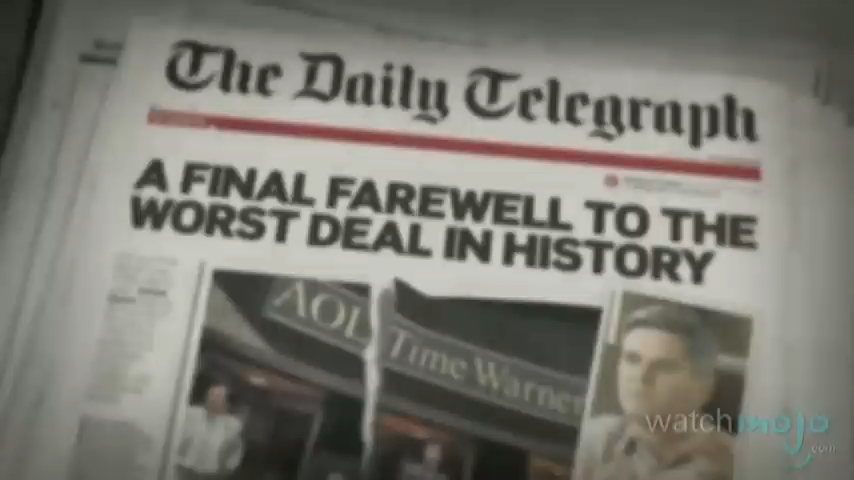 The Daily Telegraph
A FINAL FAREWELL TO THE
WORST DEAL IN HISTORY
AOL Time Warner
watchmojo
.com